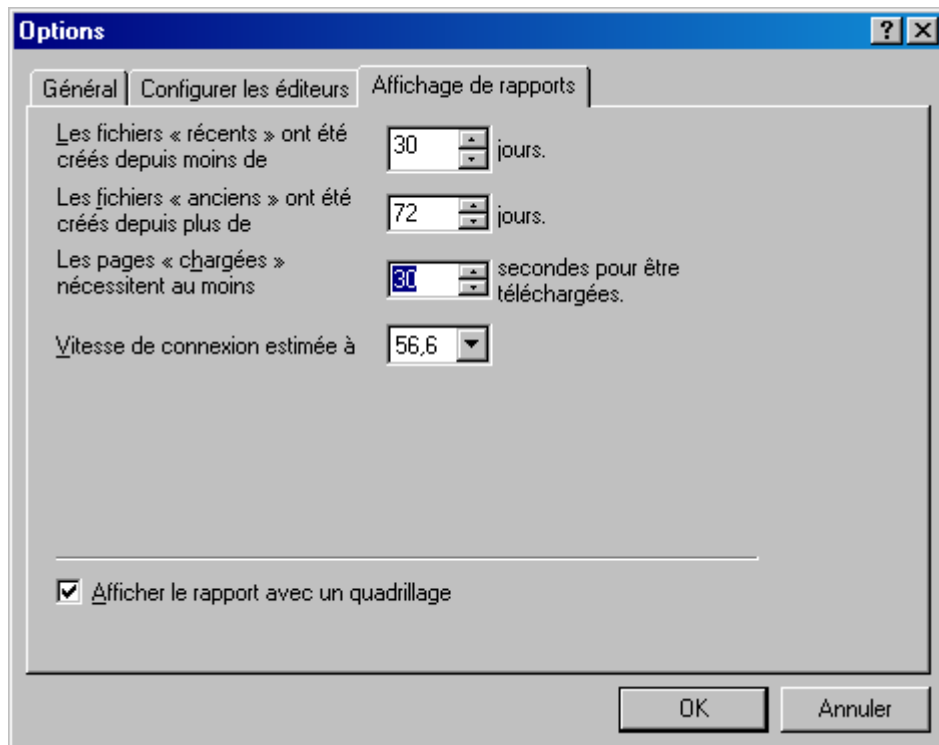 Options
Général Configurer les éditeurs Affichage de rapports
Les fichiers « récents » ont été
créés depuis moins de
30 jours.
Les fichiers « anciens » ont été
créés depuis plus de
72 jours.
Les pages « chargées »
nécessitent au moins
30 secondes pour être
téléchargées.
Vitesse de connexion estimée à 56,6
Afficher le rapport avec un quadrillage
OK Annuler